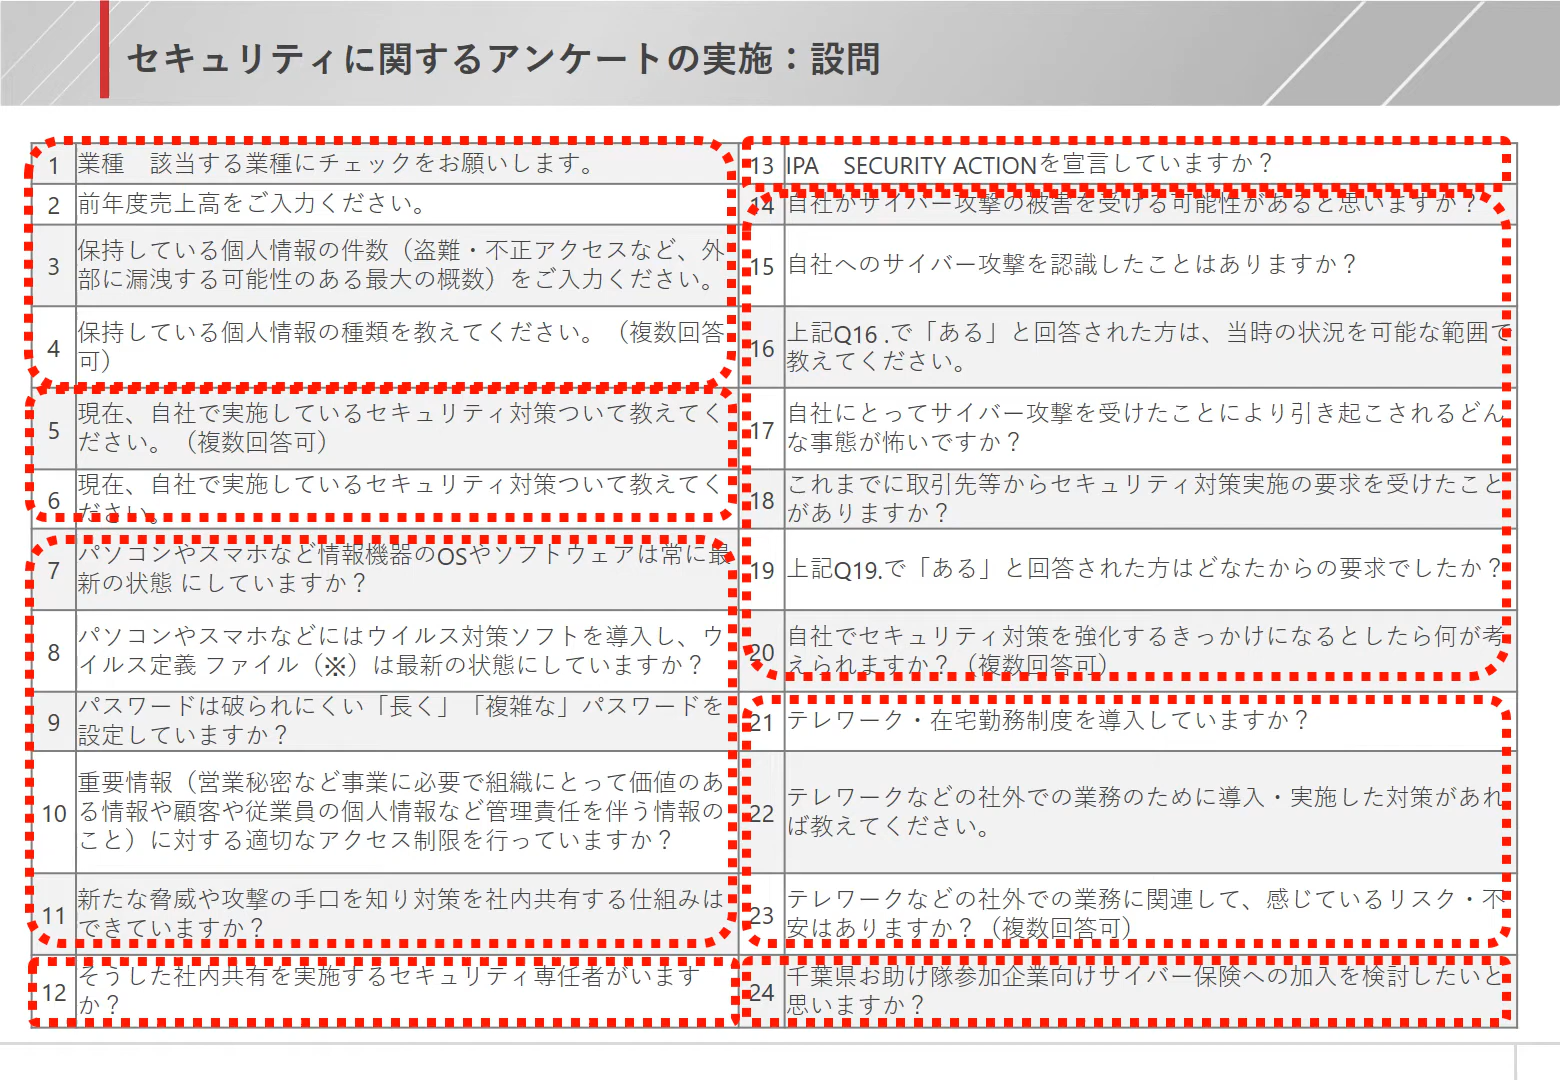 セキュリティに関するアンケートの実施：設問
1 業種　該当する業種にチェックをお願いします。
2 前年度売上高をご入力ください。
3 保持している個人情報の件数（盗難・不正アクセスなど、外
部に漏洩する可能性のある最大の概数）をご入力ください。
4 保持している個人情報の種類を教えてください。（複数回答
可）
5 現在、自社で実施しているセキュリティ対策ついて教えてく
ださい。（複数回答可）
6 現在、自社で実施しているセキュリティ対策ついて教えてく
ださい。
7 パソコンやスマホなど情報機器のOSやソフトウェアは常に最
新の状態 にしていますか？
8 パソコンやスマホなどにはウイルス対策ソフトを導入し、ウ
イルス定義 ファイル（※）は最新の状態にしていますか？
9 パスワードは破られにくい「長く」「複雑な」パスワードを
設定していますか？
10 重要情報（営業秘密など事業に必要で組織にとって価値のあ
る情報や顧客や従業員の個人情報など管理責任を伴う情報の
こと）に対する適切なアクセス制限を行っていますか？
11 新たな脅威や攻撃の手口を知り対策を社内共有する仕組みは
できていますか？
12 そうした社内共有を実施するセキュリティ専任者がいます
か？
13 IPA　SECURITY ACTIONを宣言していますか？
14 自社がサイバー攻撃の被害を受ける可能性があると思いますか？
15 自社へのサイバー攻撃を認識したことはありますか？
16 上記Q16 .で「ある」と回答された方は、当時の状況を可能な範囲で
教えてください。
17 自社にとってサイバー攻撃を受けたことにより引き起こされるどん
な事態が怖いですか？
18 これまでに取引先等からセキュリティ対策実施の要求を受けたこと
がありますか？
19 上記Q19.で「ある」と回答された方はどなたからの要求でしたか？
20 自社でセキュリティ対策を強化するきっかけになるとしたら何が考
えられますか？（複数回答可）
21 テレワーク・在宅勤務制度を導入していますか？
22 テレワークなどの社外での業務のために導入・実施した対策があれ
ば教えてください。
23 テレワークなどの社外での業務に関連して、感じているリスク・不
安はありますか？（複数回答可）
24 千葉県お助け隊参加企業向けサイバー保険への加入を検討したいと
思いますか？